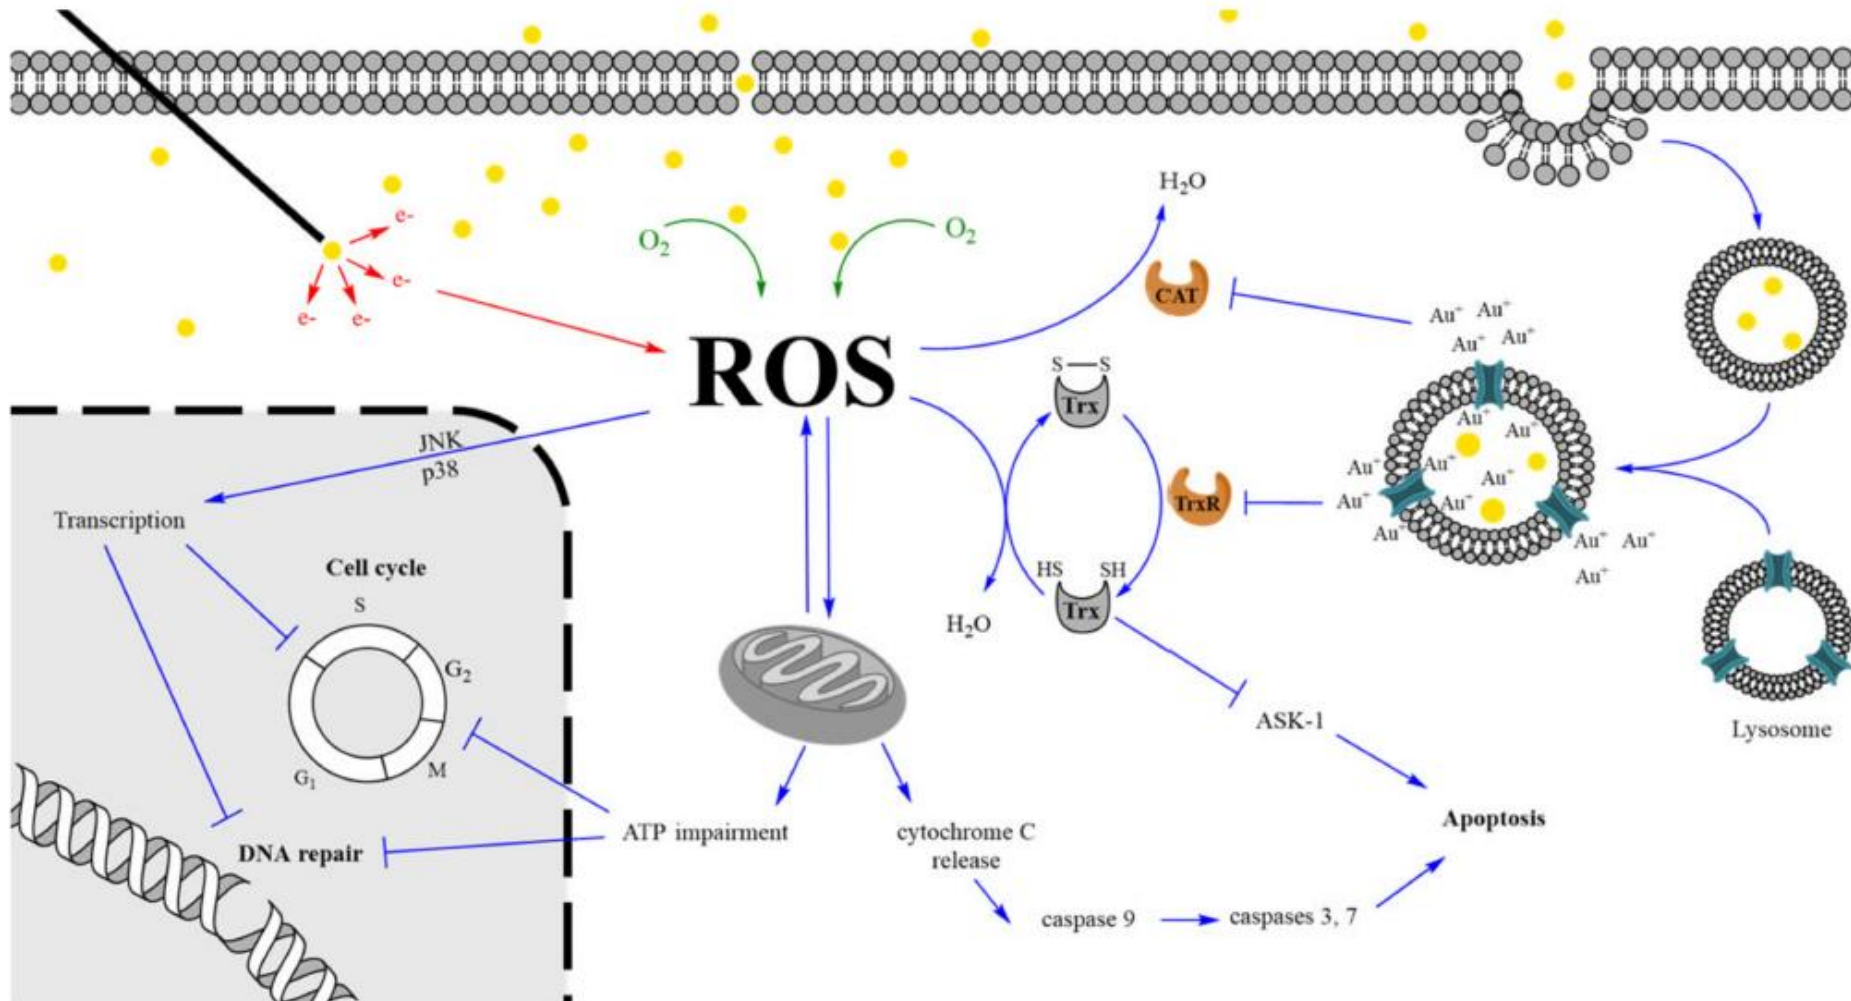 H₂O
e-
O₂
O₂
e-
e-
e-
CAT
Au⁺ Au⁺
Au⁺ Au⁺
ROS
S S
Trx
Au⁺
Au⁺
JNK
p38
Au⁺
Au⁺
Au⁺
Au⁺
Au⁺
TrxR
Au⁺
Transcription
Au⁺ Au⁺
Cell cycle
HS SH
Au⁺
S
Trx
H₂O
G₂
ASK-1
Lysosome
G₁
M
Apoptosis
ATP impairment
cytochrome C
release
DNA repair
caspase 9
caspases 3, 7